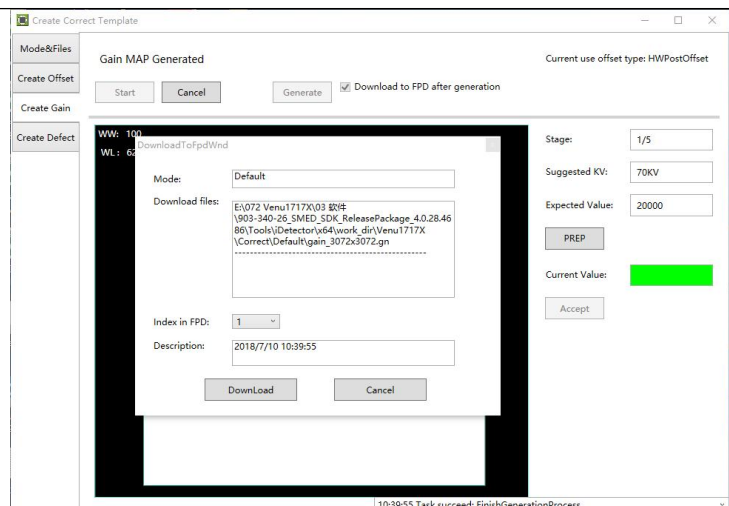 Create Correct Template
Mode&Files
Create Offset
Create Gain
Create Defect
Gain MAP Generated
Current use offset type: HWPostOffset
Start
Cancel
Generate
Download to FPD after generation
WW: 100
WL: 62
DownloadToFpdWnd
Mode:
Default
Download files:
E:\072 Venu1717X\03 软件
\903-340-26_SMED_SDK_ReleasePackage_4.0.28.46
86\Tools\iDetector\x64\work_dir\Venu1717X
\Correct\Default\gain_3072x3072.gn
--------------------------------------------------
Index in FPD:
1
Description:
2018/7/10 10:39:55
DownLoad
Cancel
Stage:
1/5
Suggested KV:
70KV
Expected Value:
20000
PREP
Current Value:
Accept
10:39:55 Task succeed: FinishGenerationProcess